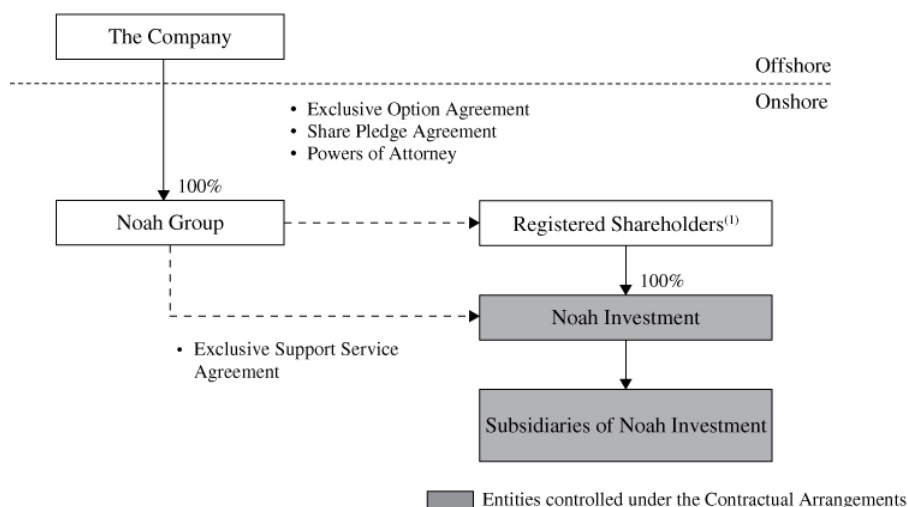 The Company
Offshore
Onshore
• Exclusive Option Agreement
• Share Pledge Agreement
• Powers of Attorney
100%
Noah Group
Registered Shareholders(1)
100%
Noah Investment
• Exclusive Support Service
Agreement
Subsidiaries of Noah Investment
Entities controlled under the Contractual Arrangements